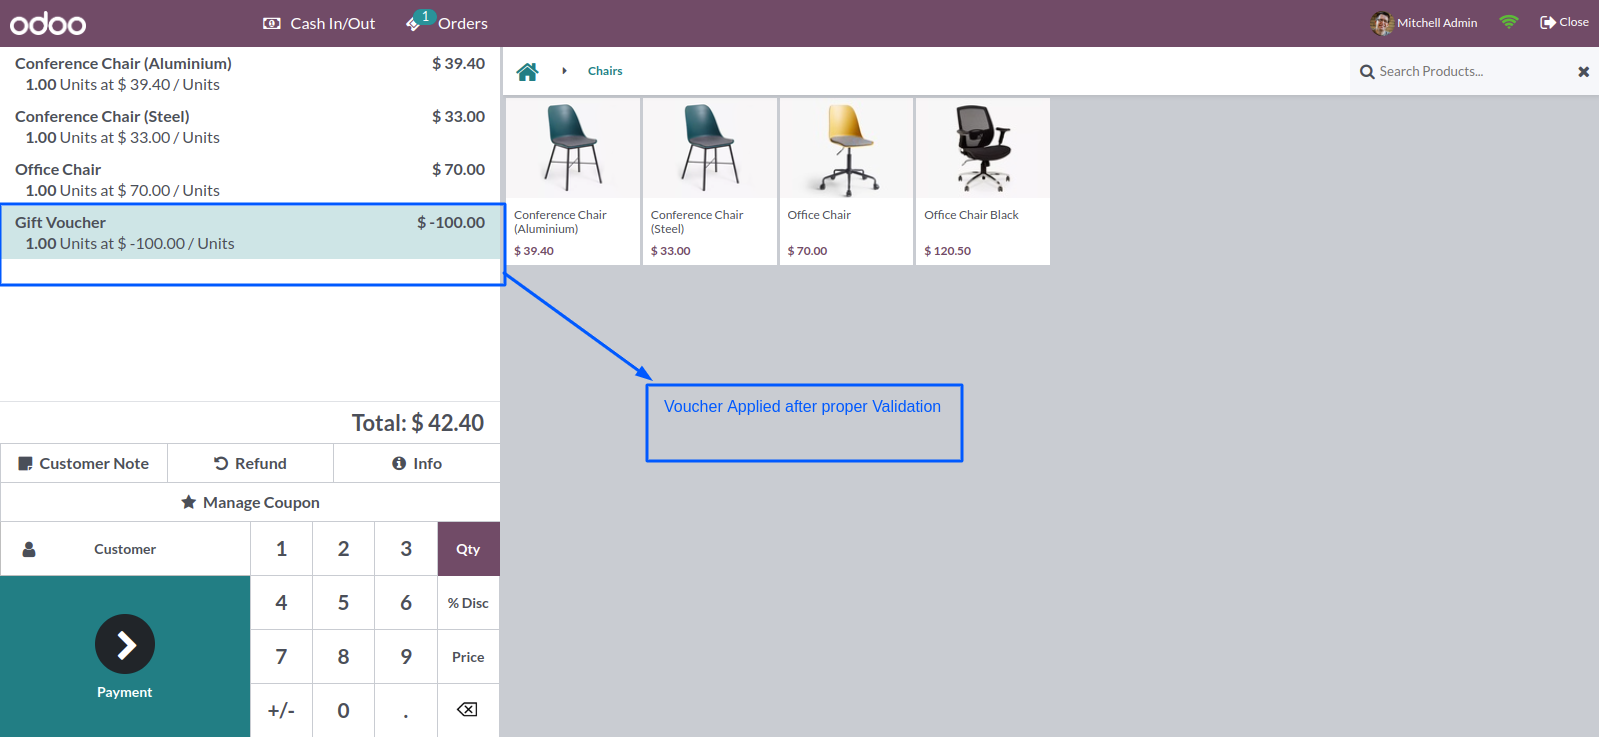 odoo
Cash In/Out
1
Orders
Mitchell Admin
Close
Conference Chair (Aluminium) $ 39.40
1.00 Units at $ 39.40 / Units
Conference Chair (Steel) $ 33.00
1.00 Units at $ 33.00 / Units
Office Chair $ 70.00
1.00 Units at $ 70.00 / Units
Gift Voucher $ -100.00
1.00 Units at $ -100.00 / Units
Total: $ 42.40
Customer Note
Refund
Info
Manage Coupon
Customer
Payment
1 2 3 Qty
4 5 6 % Disc
7 8 9 Price
+/- 0 .
Chairs
Search Products...
Conference Chair
(Aluminium)
$ 39.40
Conference Chair
(Steel)
$ 33.00
Office Chair
$ 70.00
Office Chair Black
$ 120.50
Voucher Applied after proper Validation